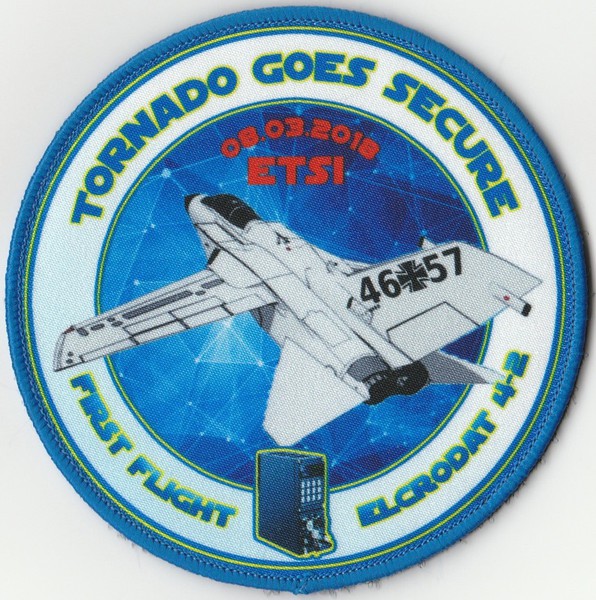 TORNADO GOES SECURE
08.03.2018
ETSI
46 57
FIRST FLIGHT
ELCRODAT 4-2